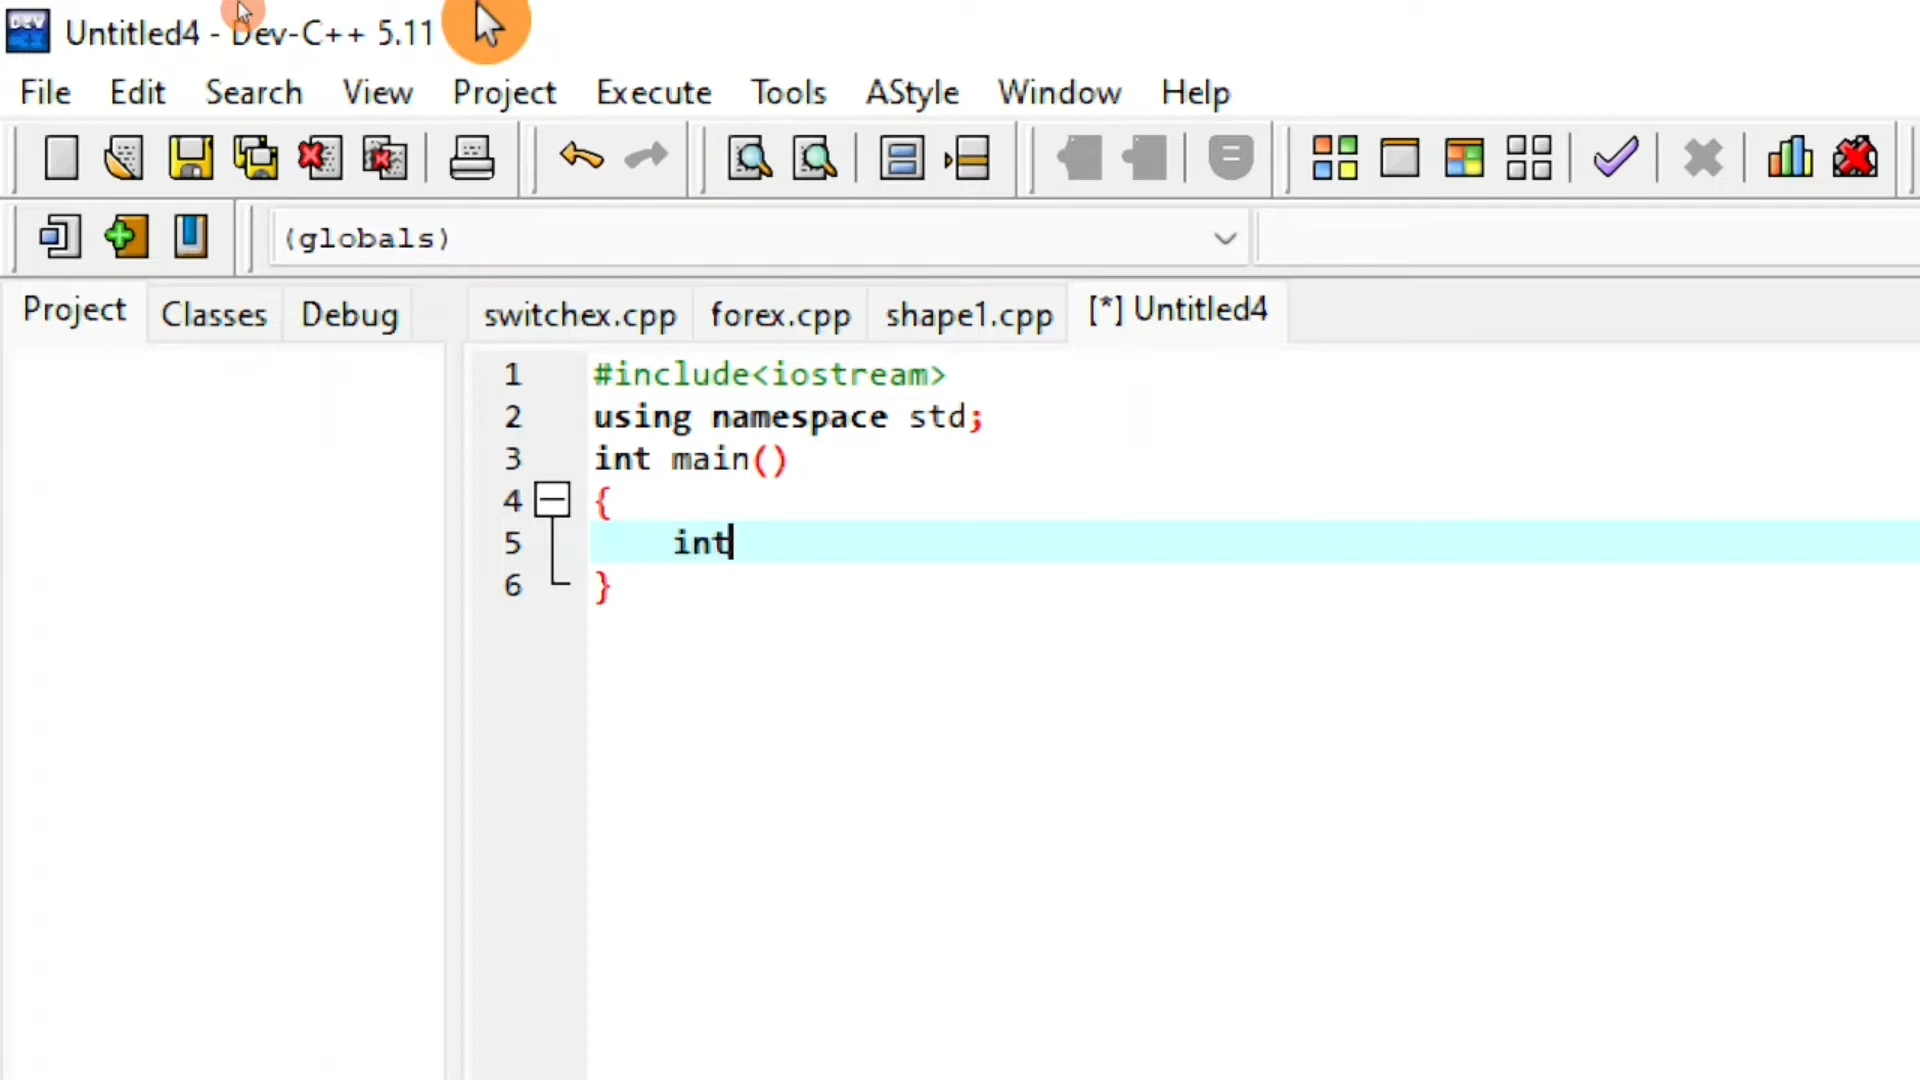 DEV
Untitled4 - Dev-C++ 5.11
File Edit Search View Project Execute Tools AStyle Window Help
(globals)
Project Classes Debug switchex.cpp forex.cpp shape1.cpp [*] Untitled4
1 #include<iostream>
2 using namespace std;
3 int main()
4 {
5 int
6 }